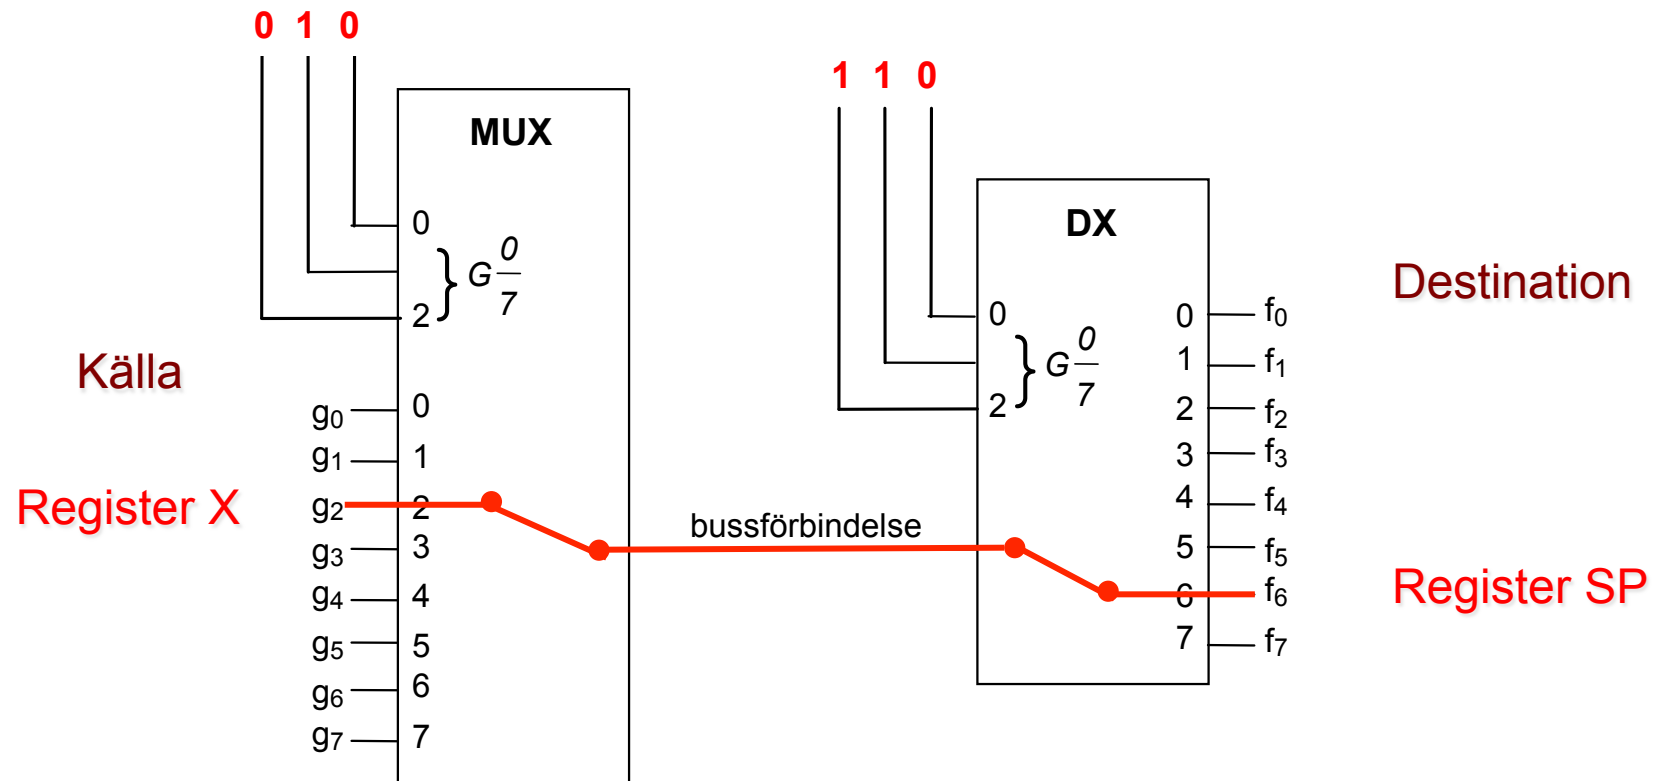 0 1 0
1 1 0
MUX
DX
0
G 0/7
2
0
G 0/7
2
Källa
Destination
g0 0
g1 1
g2 2
g3 3
g4 4
g5 5
g6 6
g7 7
Register X
bussförbindelse
0 f0
1 f1
2 f2
3 f3
4 f4
5 f5
6 f6
7 f7
Register SP